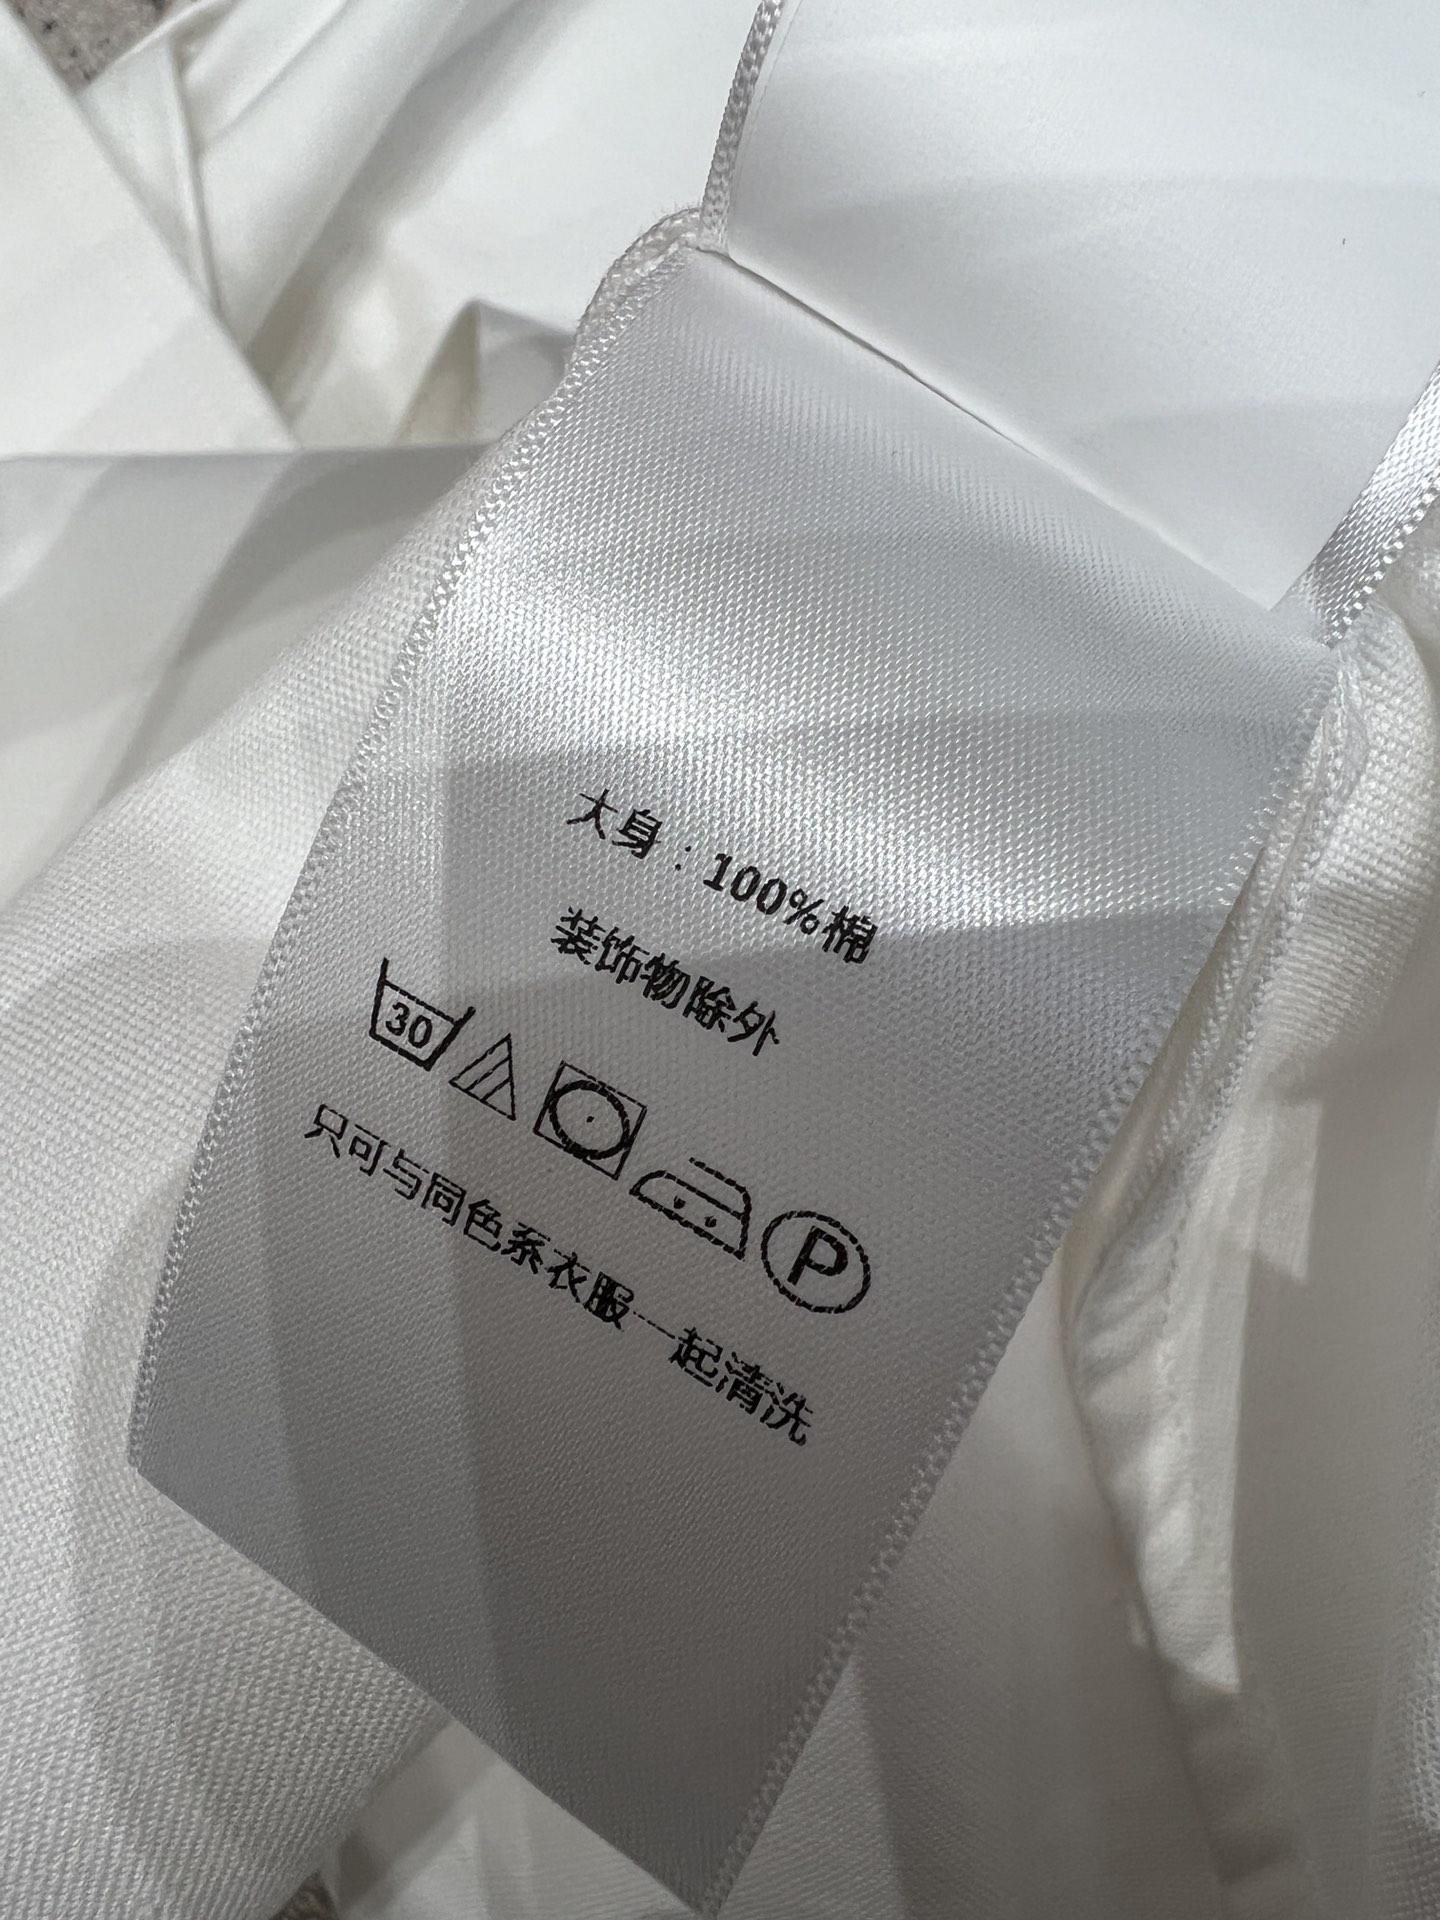 大身：100%棉
装饰物除外
30 P
只可与同色系衣服一起清洗